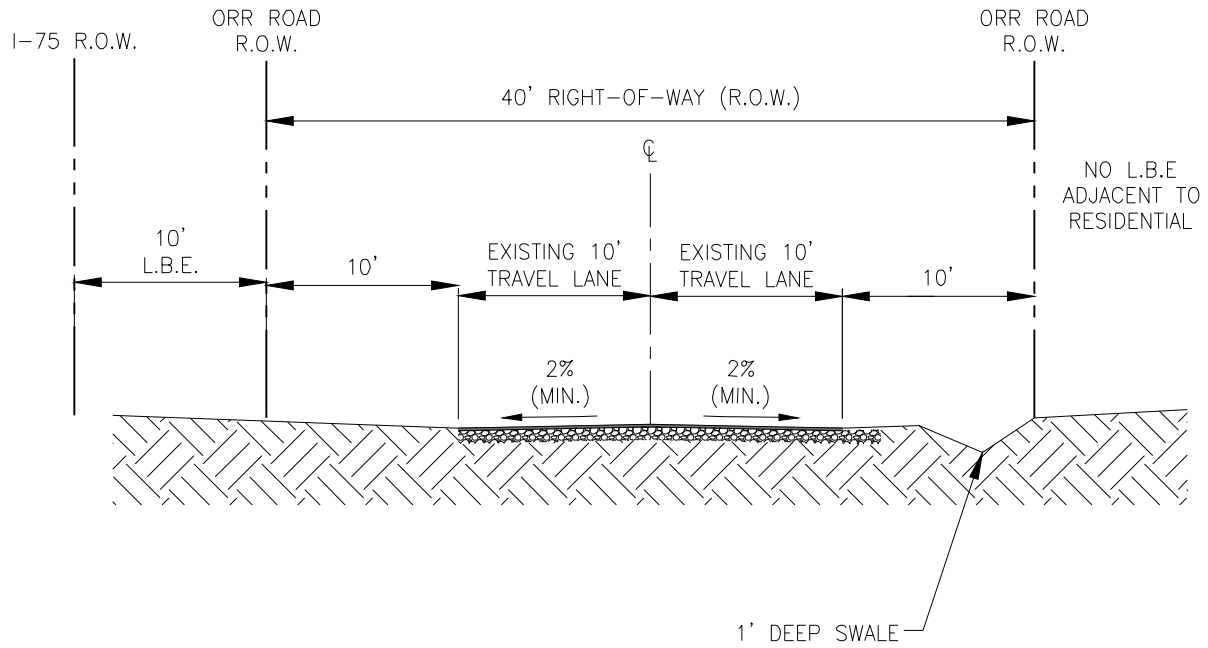 I-75 R.O.W.
ORR ROAD
R.O.W.
ORR ROAD
R.O.W.
40' RIGHT-OF-WAY (R.O.W.)
℄
NO L.B.E
ADJACENT TO
RESIDENTIAL
10'
L.B.E.
10'
EXISTING 10'
TRAVEL LANE
EXISTING 10'
TRAVEL LANE
10'
2%
(MIN.)
2%
(MIN.)
1' DEEP SWALE